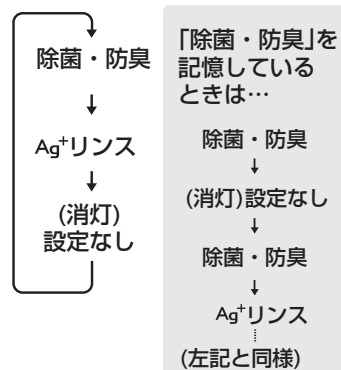 除菌・防臭
↓
Ag⁺リンス
↓
(消灯)
設定なし
「除菌・防臭」を
記憶している
ときは…
除菌・防臭
↓
(消灯)設定なし
↓
除菌・防臭
↓
Ag⁺リンス
(左記と同様)